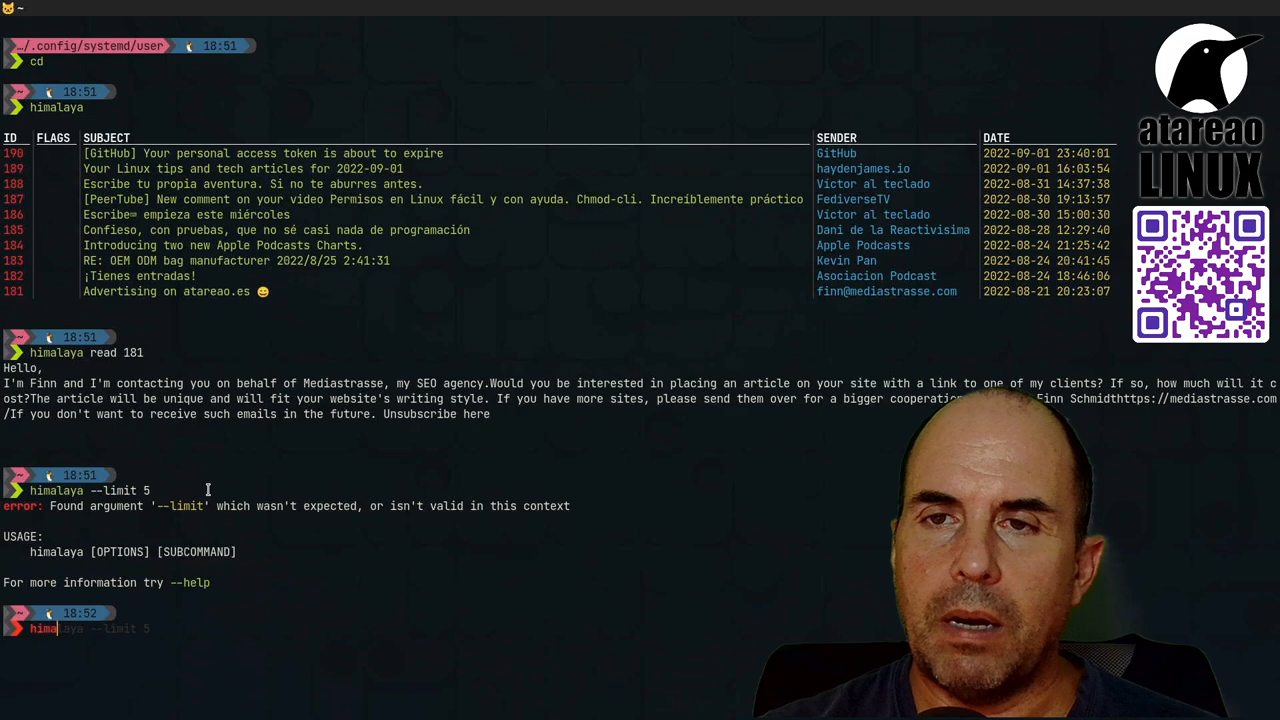 ~
…/.config/systemd/user 18:51
cd
~ 18:51
himalaya
ID FLAGS SUBJECT SENDER DATE
190 [GitHub] Your personal access token is about to expire GitHub 2022-09-01 23:40:01
189 Your Linux tips and tech articles for 2022-09-01 haydenjames.io 2022-09-01 16:03:54
188 Escribe tu propia aventura. Si no te aburres antes. Víctor al teclado 2022-08-31 14:37:38
187 [PeerTube] New comment on your video Permisos en Linux fácil y con ayuda. Chmod-cli. Increíblemente práctico FediverseTV 2022-08-30 19:13:57
186 Escribe⌨ empieza este miércoles Víctor al teclado 2022-08-30 15:00:30
185 Confieso, con pruebas, que no sé casi nada de programación Dani de la Reactivisima 2022-08-28 12:29:40
184 Introducing two new Apple Podcasts Charts. Apple Podcasts 2022-08-24 21:25:42
183 RE: OEM ODM bag manufacturer 2022/8/25 2:41:31 Kevin Pan 2022-08-24 20:41:45
182 ¡Tienes entradas! Asociacion Podcast 2022-08-24 18:46:06
181 Advertising on atareao.es 😄 finn@mediastrasse.com 2022-08-21 20:23:07
atareao
LINUX
~ 18:51
himalaya read 181
Hello,
I'm Finn and I'm contacting you on behalf of Mediastrasse, my SEO agency.Would you be interested in placing an article on your site with a link to one of my clients? If so, how much will it c
ost?The article will be unique and will fit your website's writing style. If you have more sites, please send them over for a bigger cooperation Finn Schmidthttps://mediastrasse.com
/If you don't want to receive such emails in the future. Unsubscribe here
~ 18:51
himalaya --limit 5
error: Found argument '--limit' which wasn't expected, or isn't valid in this context
USAGE:
himalaya [OPTIONS] [SUBCOMMAND]
For more information try --help
~ 18:52
himalaya --limit 5